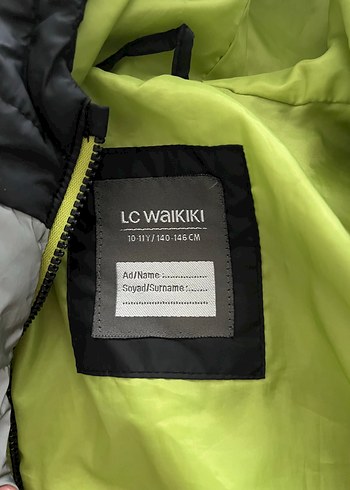 LC WAIKIKI
10-11Y / 140-146 CM
Ad/Name :..............
Soyad/Surname :.......
..........................